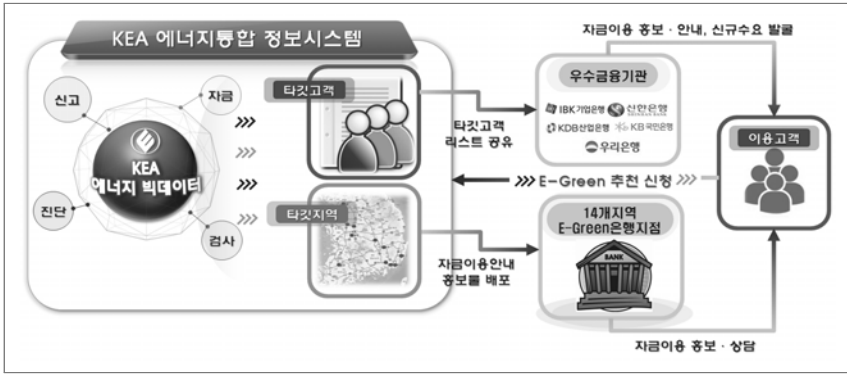 KEA 에너지통합 정보시스템
신고
자금
KEA
에너지 빅데이터
진단
검사
타깃고객
타깃지역
타깃고객
리스트 공유
자금이용안내
홍보물 배포
자금이용 홍보 · 안내, 신규수요 발굴
우수금융기관
IBK기업은행 신한은행
KDB산업은행 KB국민은행
우리은행
E-Green 추천 신청
이용고객
14개지역
E-Green은행지점
BANK
자금이용 홍보 · 상담